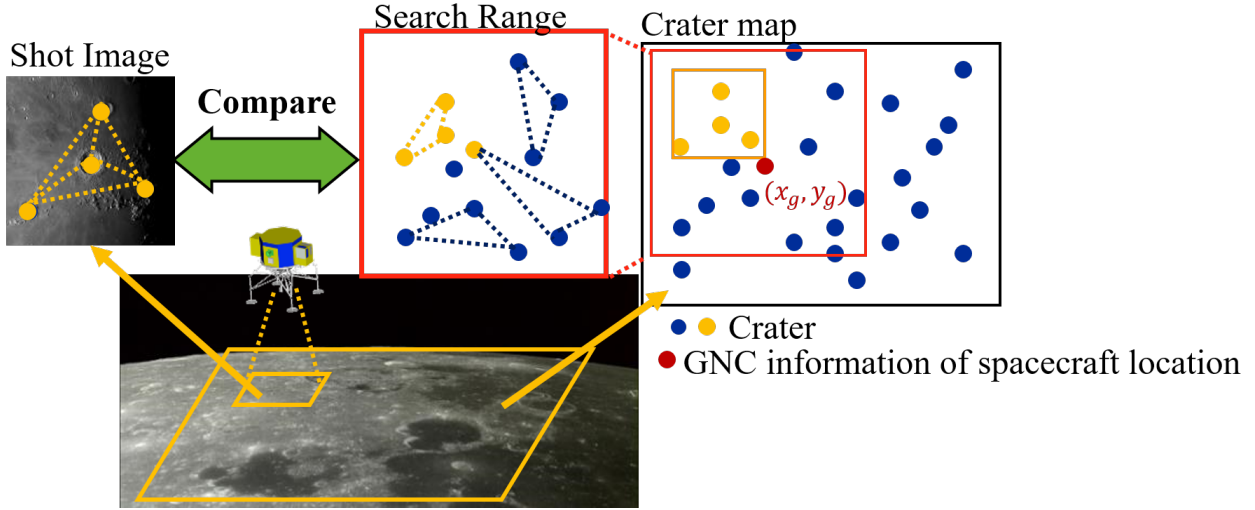 Search Range
Crater map
Shot Image
Compare
(x_g, y_g)
Crater
GNC information of spacecraft location